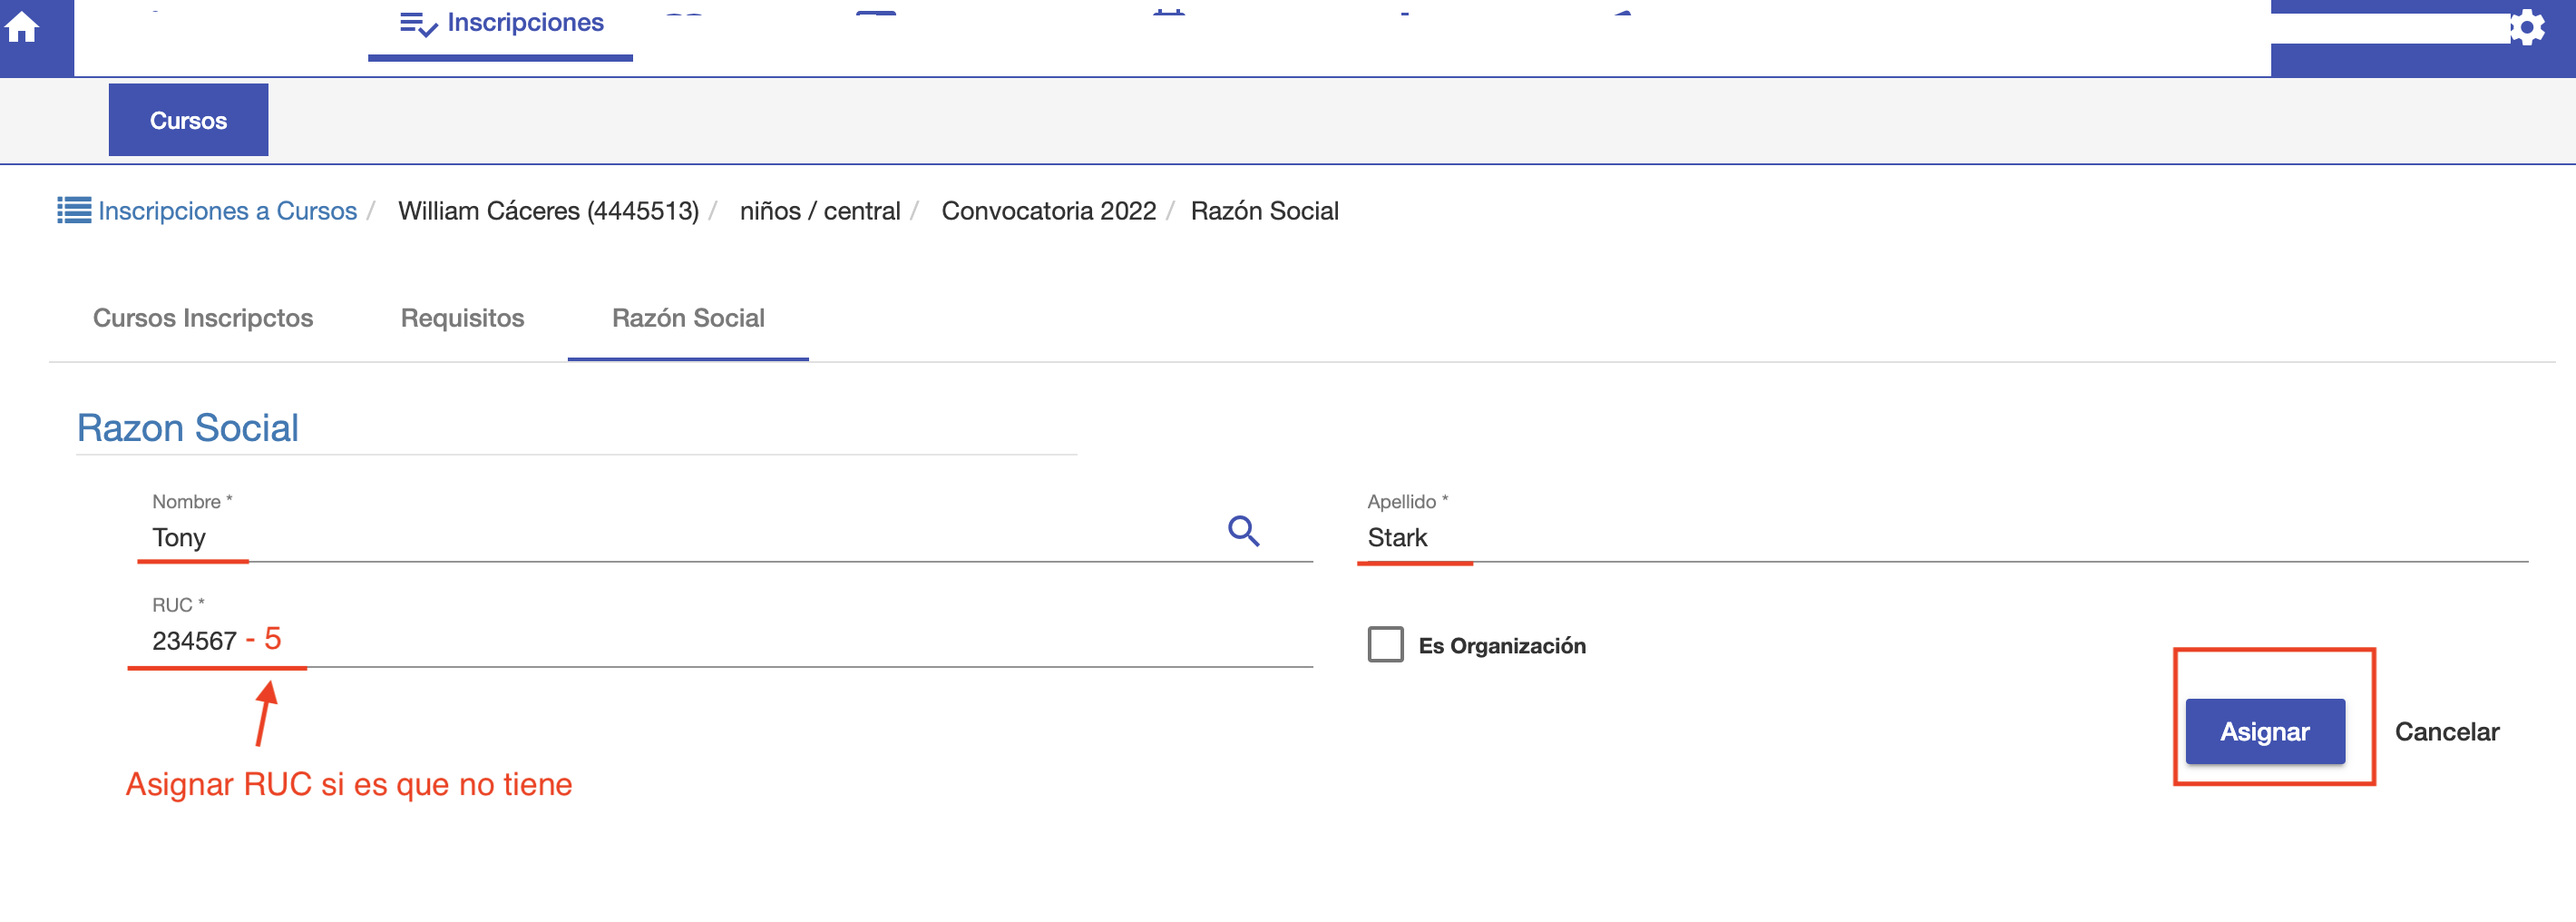 Inscripciones
Cursos
Inscripciones a Cursos / William Cáceres (4445513) / niños / central / Convocatoria 2022 / Razón Social
Cursos Inscripctos Requisitos Razón Social
Razon Social
Nombre * Apellido *
Tony Stark
RUC *
234567 - 5 Es Organización
Asignar Cancelar
Asignar RUC si es que no tiene